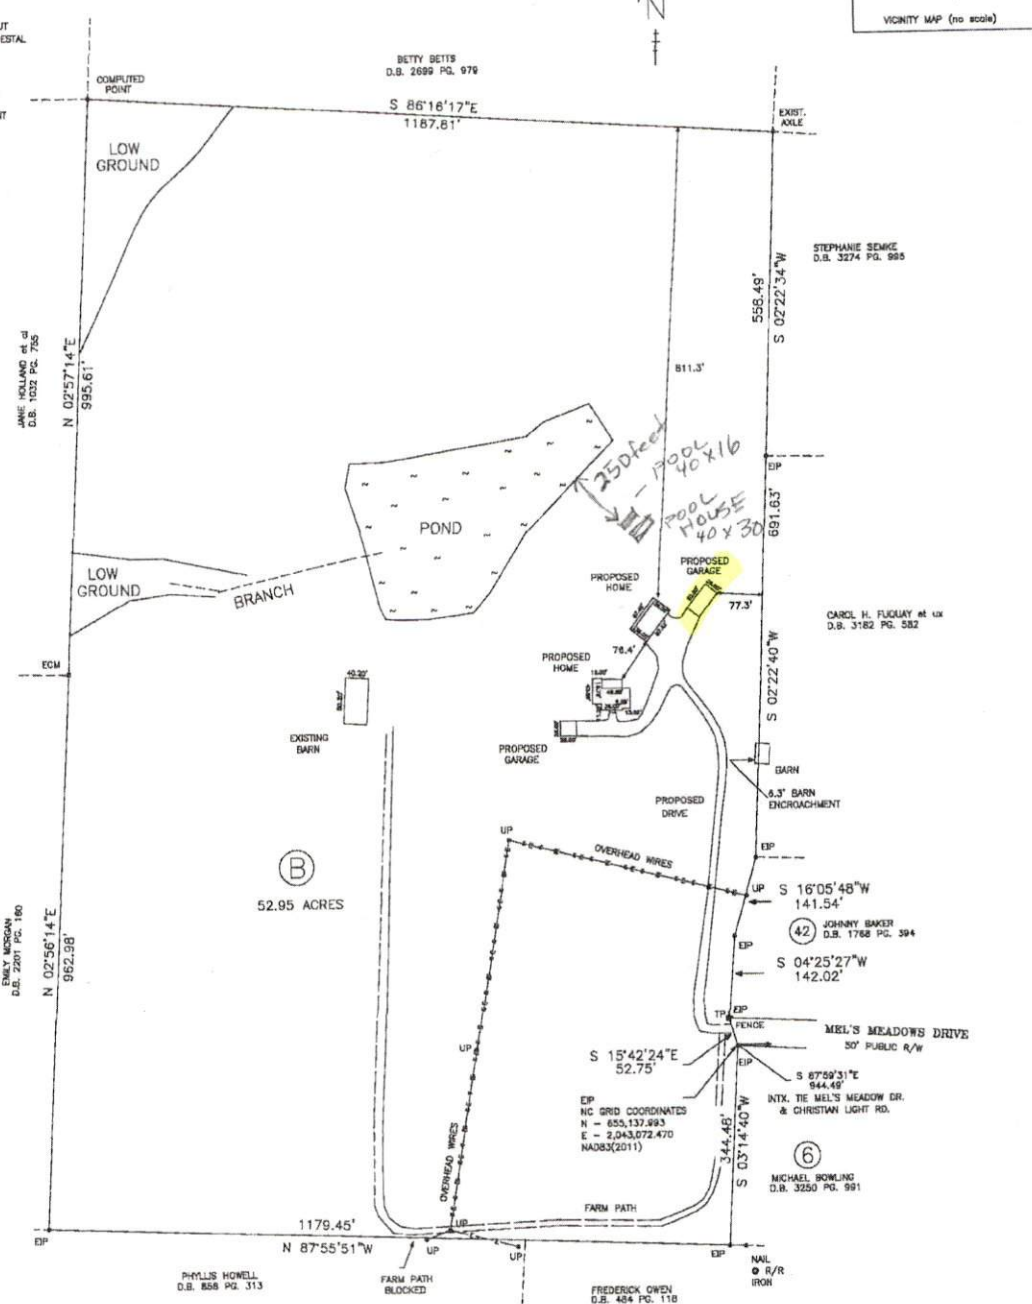 UT
ESTAL
NT
N
VICINITY MAP (no scale)
BETTY BETTS
D.B. 2699 PG. 979
COMPUTED
POINT
S 86°16'17"E
1187.81'
EXIST.
AXLE
LOW
GROUND
STEPHANIE SEMKE
D.B. 3274 PG. 995
558.49'
S 02°22'34"W
JANE HOLLAND et al
D.B. 1032 PG. 755
N 02°57'14"E
995.61'
811.3'
250 feet
- POOL
40 X 16
POOL
HOUSE
40 X 30
EIP
691.63'
POND
PROPOSED
GARAGE
PROPOSED
HOME
LOW
GROUND
BRANCH
77.3'
CAROL H. FUQUAY et ux
D.B. 3182 PG. 582
76.4'
PROPOSED
HOME
ECM
40.20'
S 02°22'40"W
EXISTING
BARN
PROPOSED
GARAGE
BARN
6.3' BARN
ENCROACHMENT
PROPOSED
DRIVE
UP
OVERHEAD WIRES
EIP
B
52.95 ACRES
UP
S 16°05'48"W
141.54'
42
JOHNNY BAKER
D.B. 1768 PG. 394
EIP
S 04°25'27"W
142.02'
EMILY MORGAN
D.B. 2201 PG. 160
N 02°56'14"E
962.98'
TP
EIP
FENCE
MEL'S MEADOWS DRIVE
50' PUBLIC R/W
UP
S 15°42'24"E
52.75'
EIP
S 87°59'31"E
944.49'
INTX. TIE MEL'S MEADOW DR.
& CHRISTIAN LIGHT RD.
EIP
NC GRID COORDINATES
N - 655,137.993
E - 2,043,072.470
NAD83(2011)
344.48'
S 03°14'40"W
6
MICHAEL BOWLING
D.B. 3250 PG. 991
OVERHEAD WIRES
FARM PATH
1179.45'
N 87°55'51"W
EIP
UP
UP
UP
EIP
NAIL
@ R/R
IRON
PHYLLIS HOWELL
D.B. 858 PG. 313
FARM PATH
BLOCKED
FREDERICK OWEN
D.B. 484 PG. 118